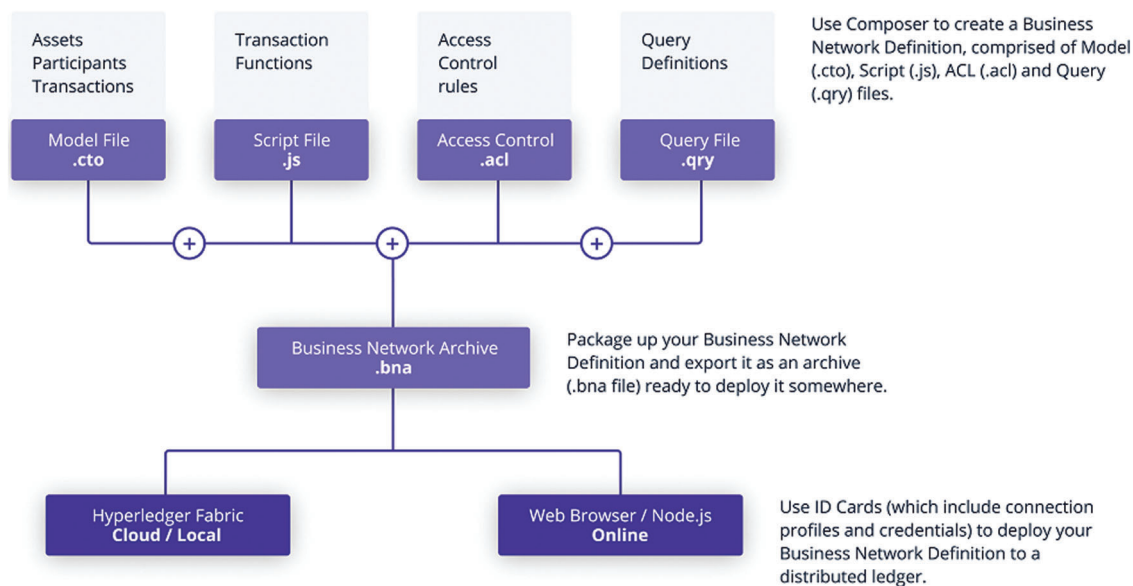 Assets
Participants
Transactions
Transaction
Functions
Access
Control
rules
Query
Definitions
Use Composer to create a Business
Network Definition, comprised of Model
(.cto), Script (.js), ACL (.acl) and Query
(.qry) files.
Model File
.cto
Script File
.js
Access Control
.acl
Query File
.qry
+
+
+
Business Network Archive
.bna
Package up your Business Network
Definition and export it as an archive
(.bna file) ready to deploy it somewhere.
Hyperledger Fabric
Cloud / Local
Web Browser / Node.js
Online
Use ID Cards (which include connection
profiles and credentials) to deploy your
Business Network Definition to a
distributed ledger.